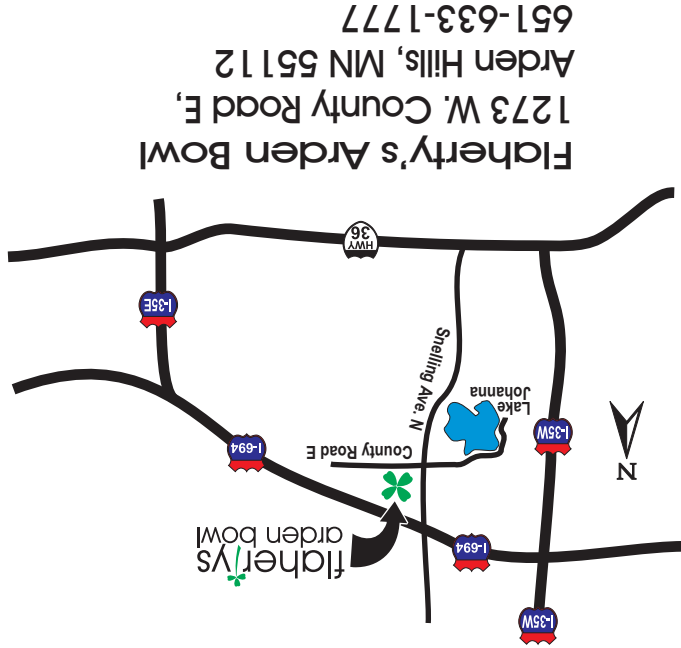 I-35W
I-694
flahertys
arden bowl
N
I-35W
County Road E
I-694
Lake
Johanna
Snelling Ave. N
I-35E
HWY
36
Flaherty's Arden Bowl
1273 W. County Road E,
Arden Hills, MN 55112
651-633-1777